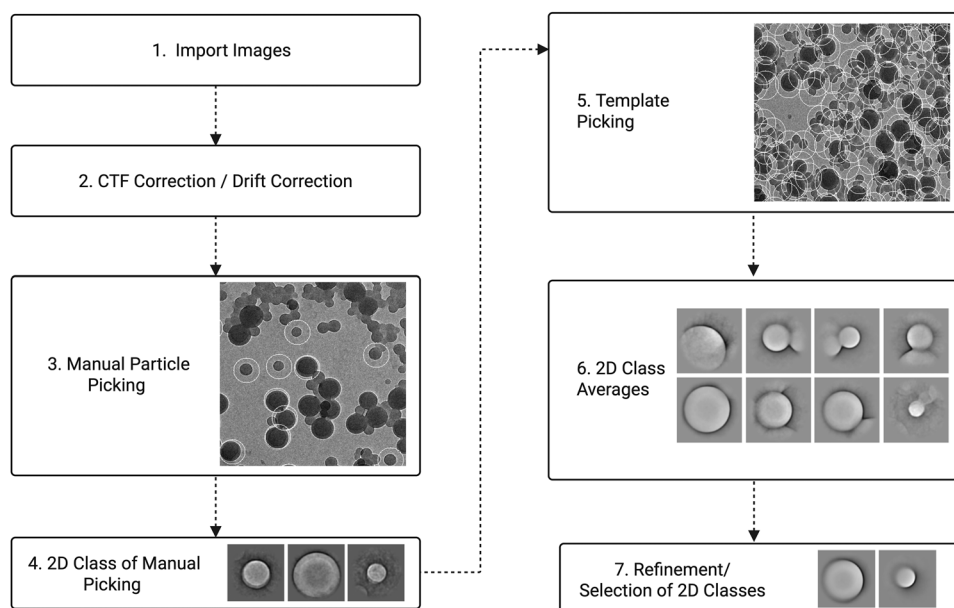 1. Import Images
2. CTF Correction / Drift Correction
3. Manual Particle
Picking
4. 2D Class of Manual
Picking
5. Template
Picking
6. 2D Class
Averages
7. Refinement/
Selection of 2D Classes